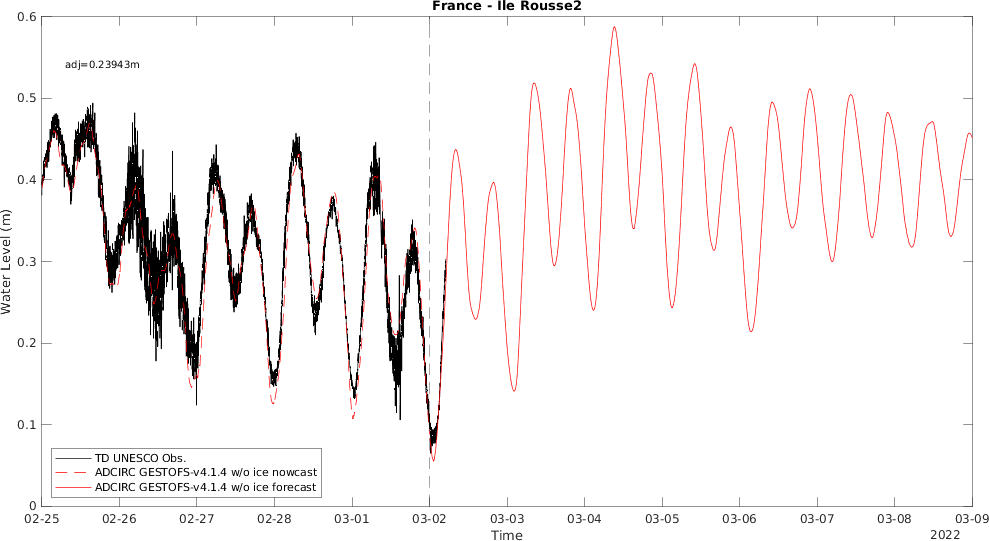 France - Ile Rousse2
adj=0.23943m
0.6
0.5
0.4
0.3
0.2
0.1
0
Water Level (m)
TD UNESCO Obs.
ADCIRC GESTOFS-v4.1.4 w/o ice nowcast
ADCIRC GESTOFS-v4.1.4 w/o ice forecast
02-25 02-26 02-27 02-28 03-01 03-02 03-03 03-04 03-05 03-06 03-07 03-08 03-09
Time
2022